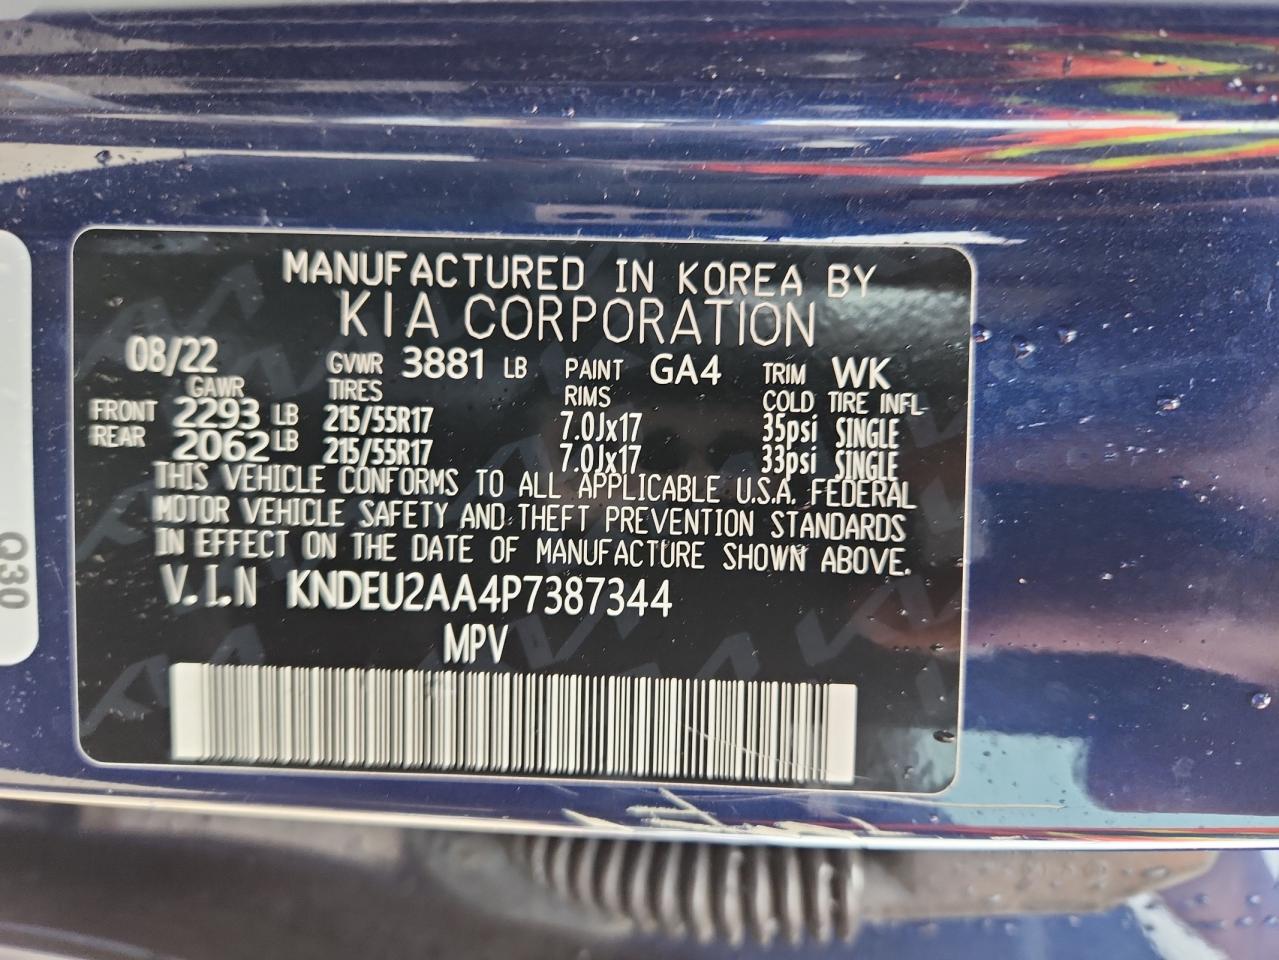 MANUFACTURED IN KOREA BY
KIA CORPORATION
08/22 GVWR 3881 LB PAINT GA4 TRIM WK
GAWR TIRES RIMS COLD TIRE INFL
FRONT 2293 LB 215/55R17 7.0Jx17 35psi SINGLE
REAR 2062 LB 215/55R17 7.0Jx17 33psi SINGLE
THIS VEHICLE CONFORMS TO ALL APPLICABLE U.S.A. FEDERAL
MOTOR VEHICLE SAFETY AND THEFT PREVENTION STANDARDS
IN EFFECT ON THE DATE OF MANUFACTURE SHOWN ABOVE.
V.I.N KNDEU2AA4P7387344
MPV
Q30